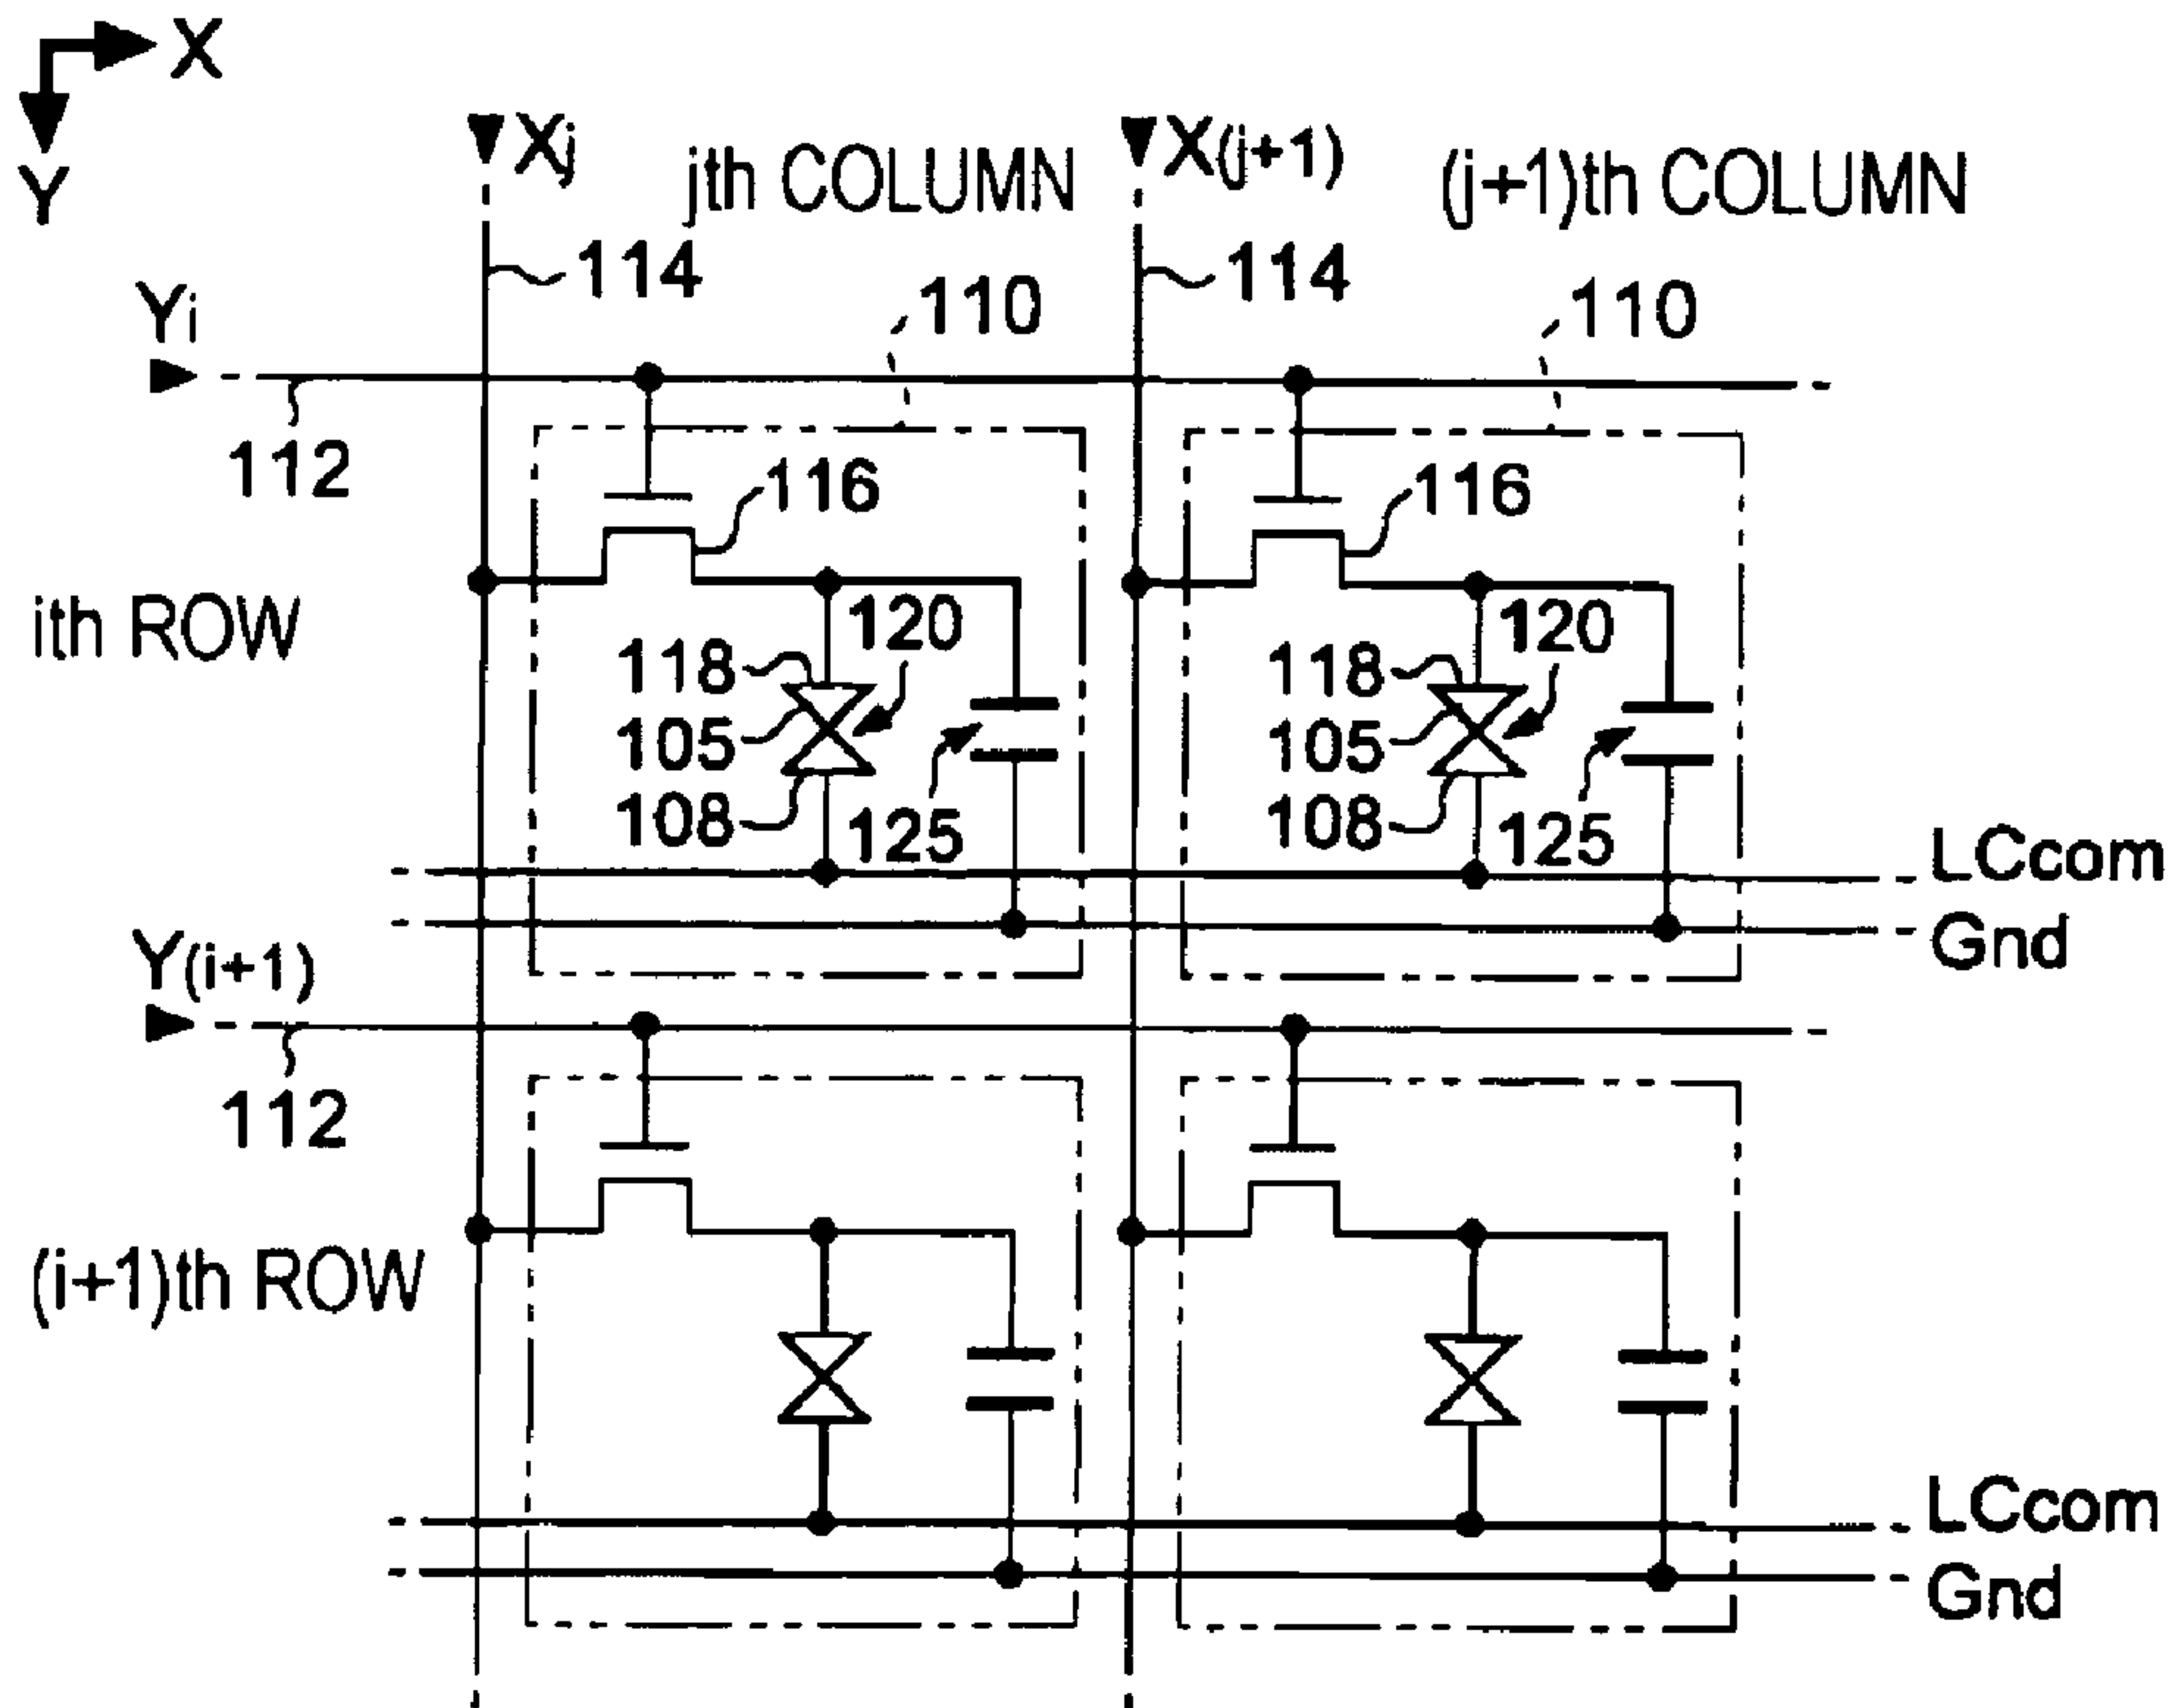 X
Y
Xj
jth COLUMN
X(j+1)
(j+1)th COLUMN
114
114
Yi
110
110
112
116
116
ith ROW
120
120
118
118
105
105
108
125
108
125
LCcom
Gnd
Y(i+1)
112
(i+1)th ROW
LCcom
Gnd